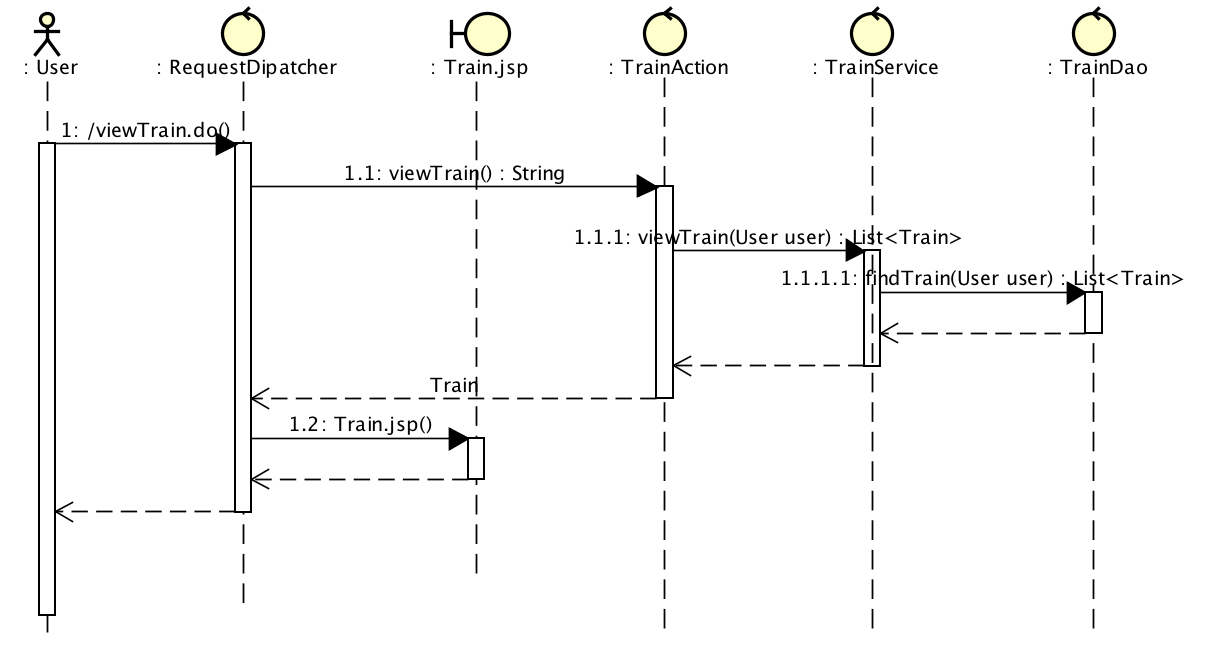 : User
: RequestDipatcher
: Train.jsp
: TrainAction
: TrainService
: TrainDao
1: /viewTrain.do()
1.1: viewTrain() : String
1.1.1: viewTrain(User user) : List<Train>
1.1.1.1: findTrain(User user) : List<Train>
Train
1.2: Train.jsp()